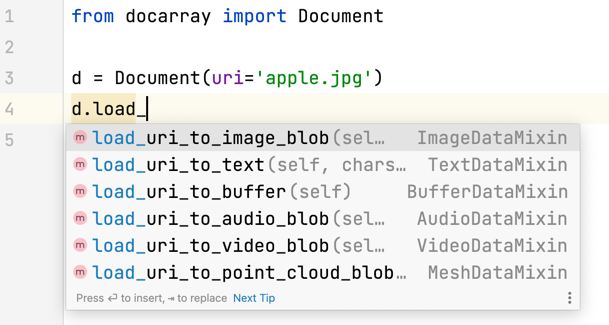 1 from docarray import Document
2
3 d = Document(uri='apple.jpg')
4 d.load_
5
m load_uri_to_image_blob(sel… ImageDataMixin
m load_uri_to_text(self, chars… TextDataMixin
m load_uri_to_buffer(self) BufferDataMixin
m load_uri_to_audio_blob(sel… AudioDataMixin
m load_uri_to_video_blob(sel… VideoDataMixin
m load_uri_to_point_cloud_blob… MeshDataMixin
Press ↵ to insert, ⇥ to replace Next Tip